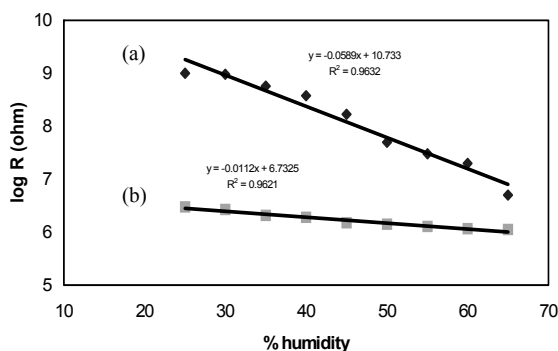 10
(a)
y = -0.0589x + 10.733
R² = 0.9632
9
8
log R (ohm)
7
y = -0.0112x + 6.7325
R² = 0.9621
(b)
6
5
10 20 30 40 50 60 70
% humidity